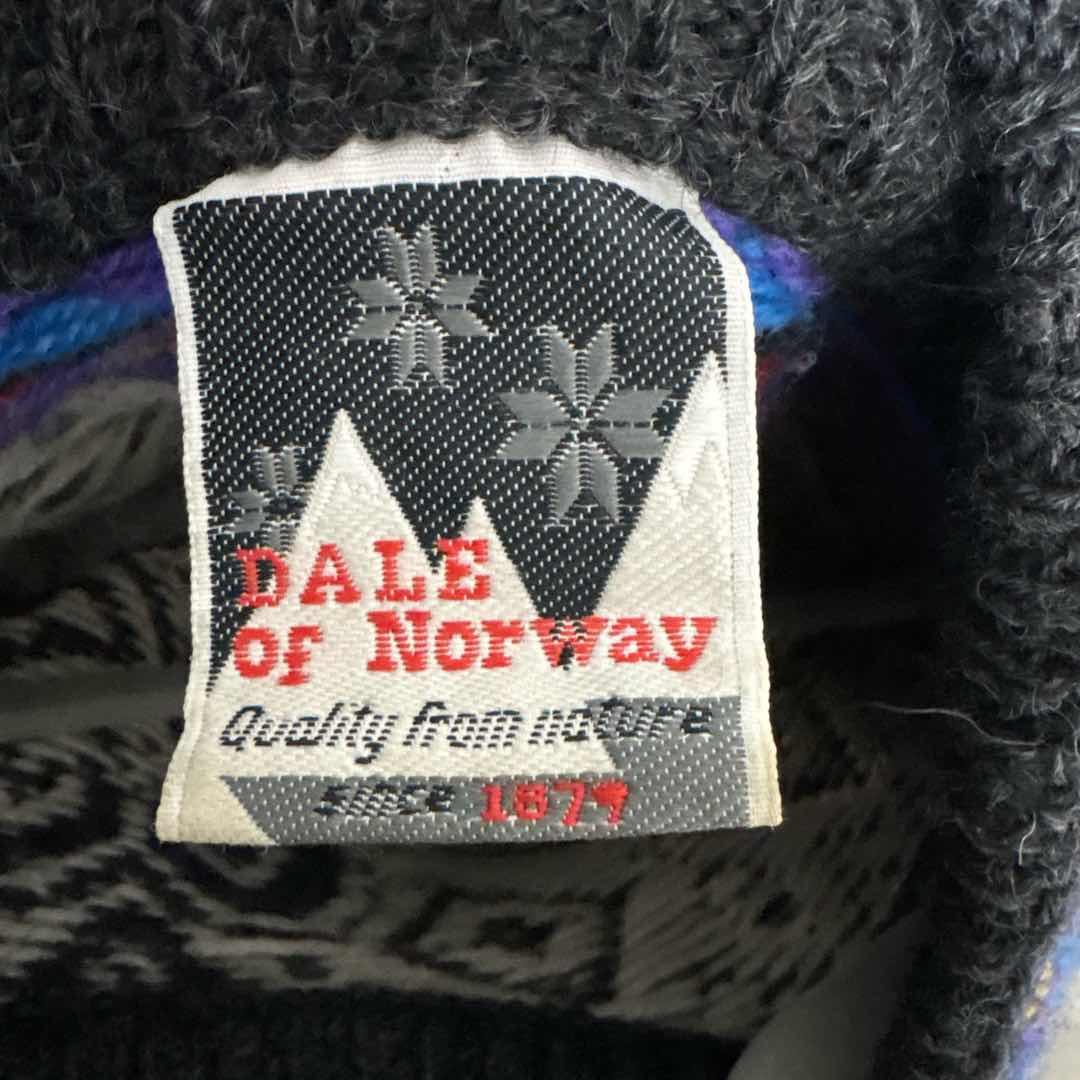 DALE
of Norway
Quality from nature
since 1879